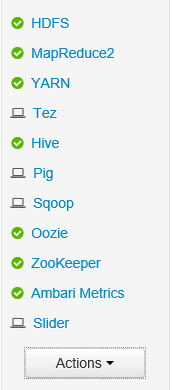 HDFS
MapReduce2
YARN
Tez
Hive
Pig
Sqoop
Oozie
ZooKeeper
Ambari Metrics
Slider
Actions